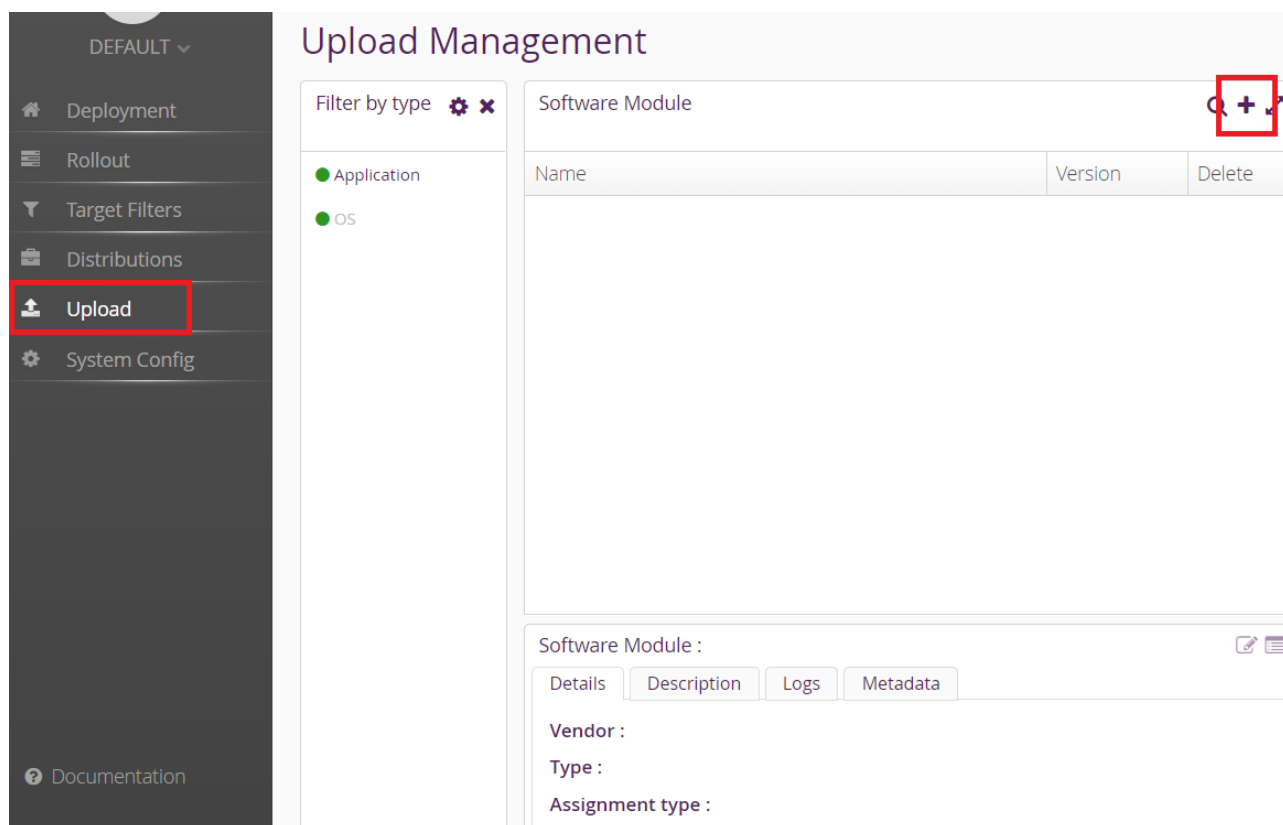 DEFAULT
Deployment
Rollout
Target Filters
Distributions
Upload
System Config
Documentation
Upload Management
Filter by type
Application
OS
Software Module
Name Version Delete
Software Module :
Details Description Logs Metadata
Vendor :
Type :
Assignment type :